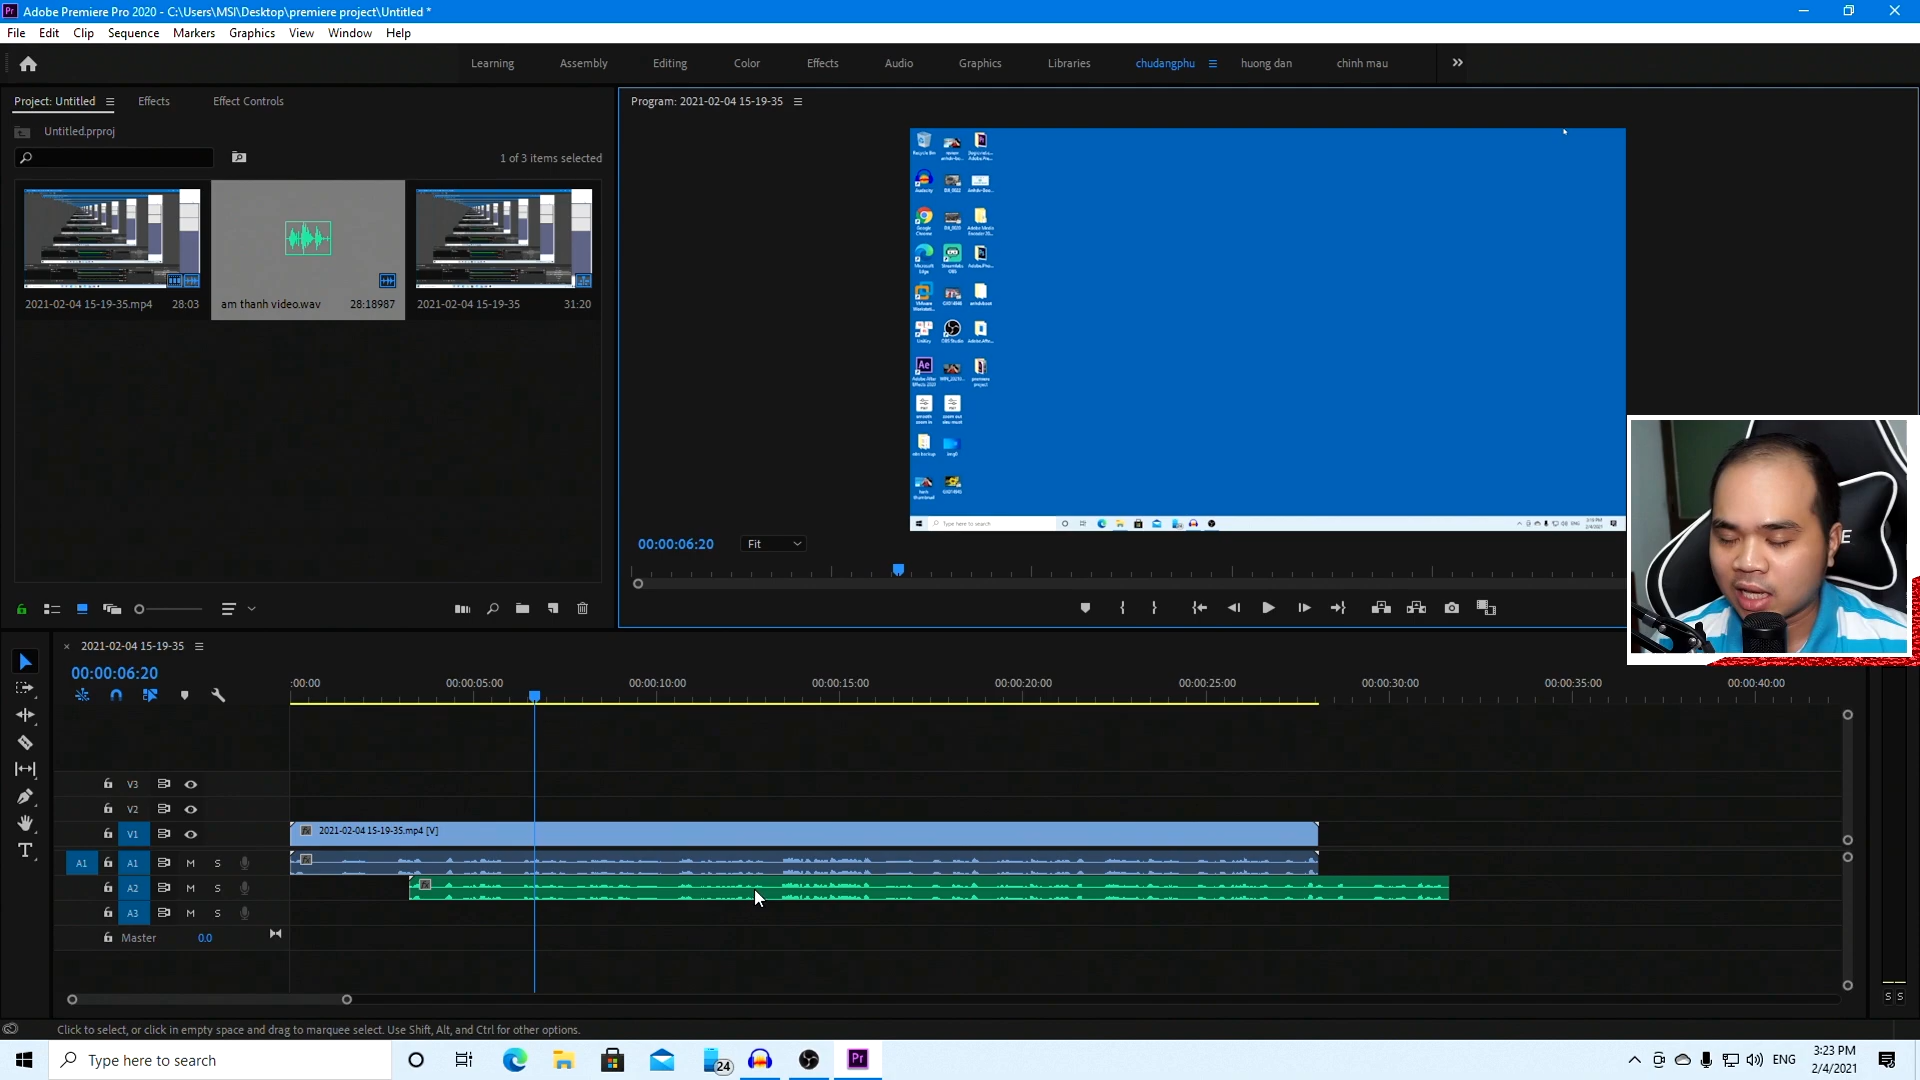 Adobe Premiere Pro 2020 - C:\Users\MSI\Desktop\premiere project\Untitled *
File Edit Clip Sequence Markers Graphics View Window Help
Learning Assembly Editing Color Effects Audio Graphics Libraries chudangphu huong dan chinh mau
Project: Untitled Effects Effect Controls
Program: 2021-02-04 15-19-35
Untitled.prproj
1 of 3 items selected
2021-02-04 15-19-35.mp4 28:03
am thanh video.wav 28:18987
2021-02-04 15-19-35 31:20
Type here to search
00:00:06:20 Fit
2021-02-04 15-19-35
00:00:06:20
:00:00 00:00:05:00 00:00:10:00 00:00:15:00 00:00:20:00 00:00:25:00 00:00:30:00 00:00:35:00 00:00:40:00
V3
V2
V1 2021-02-04 15-19-35.mp4 [V]
A1 A1 M S
A2 M S
A3 M S
Master 0.0
S S
Click to select, or click in empty space and drag to marquee select. Use Shift, Alt, and Ctrl for other options.
Type here to search
24
ENG
3:23 PM
2/4/2021